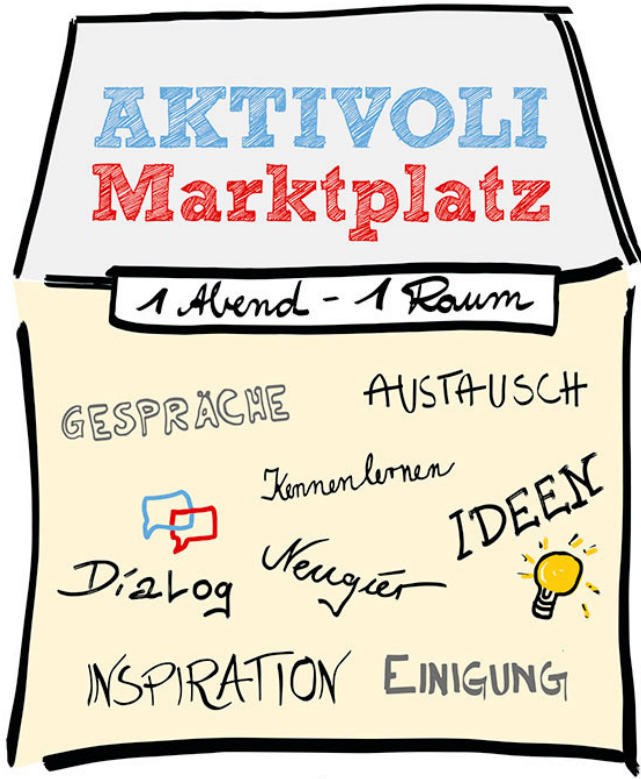 AKTIVOLI
Marktplatz
1 Abend - 1 Raum
GESPRÄCHE
AUSTAUSCH
Kennenlernen
IDEEN
Dialog
Neugier
INSPIRATION
EINIGUNG